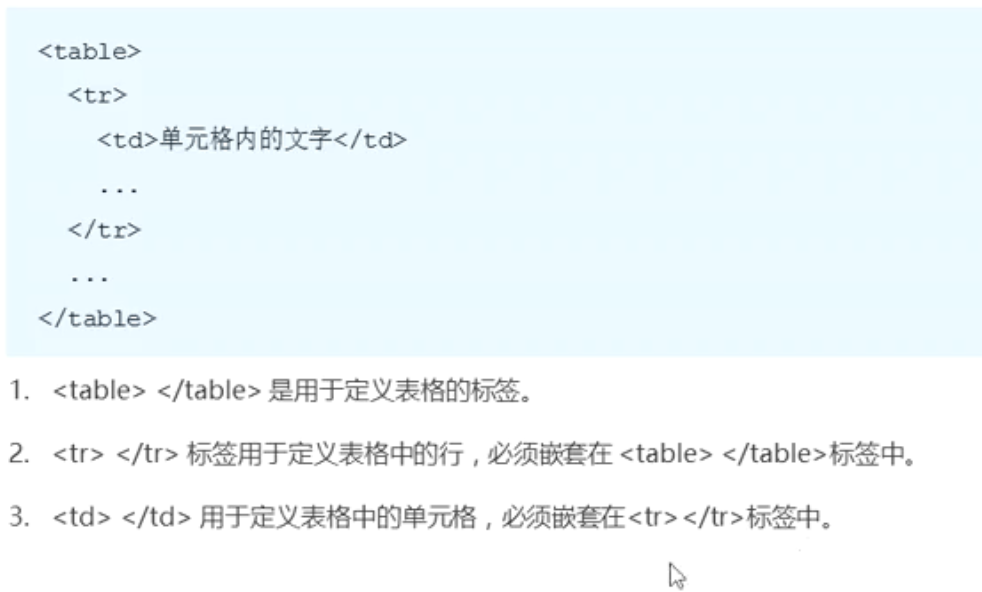 <table>
<tr>
<td>单元格内的文字</td>
...
</tr>
...
</table>
1. <table> </table> 是用于定义表格的标签。
2. <tr> </tr> 标签用于定义表格中的行，必须嵌套在 <table> </table>标签中。
3. <td> </td> 用于定义表格中的单元格，必须嵌套在<tr></tr>标签中。